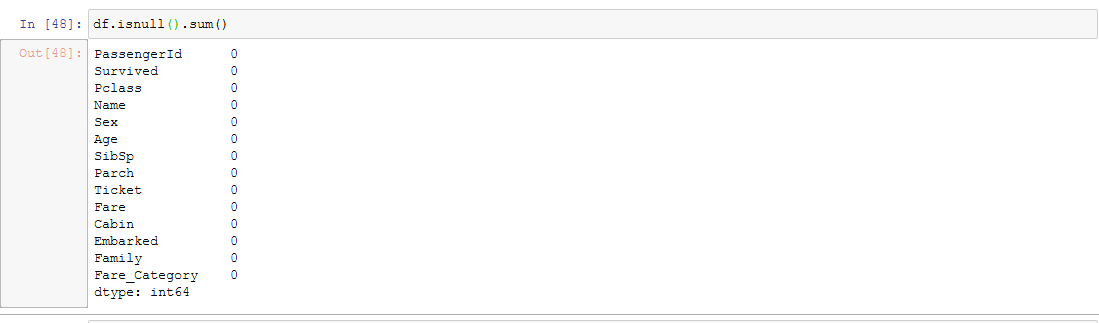 In [48]: df.isnull().sum()
Out[48]: PassengerId 0
Survived 0
Pclass 0
Name 0
Sex 0
Age 0
SibSp 0
Parch 0
Ticket 0
Fare 0
Cabin 0
Embarked 0
Family 0
Fare_Category 0
dtype: int64